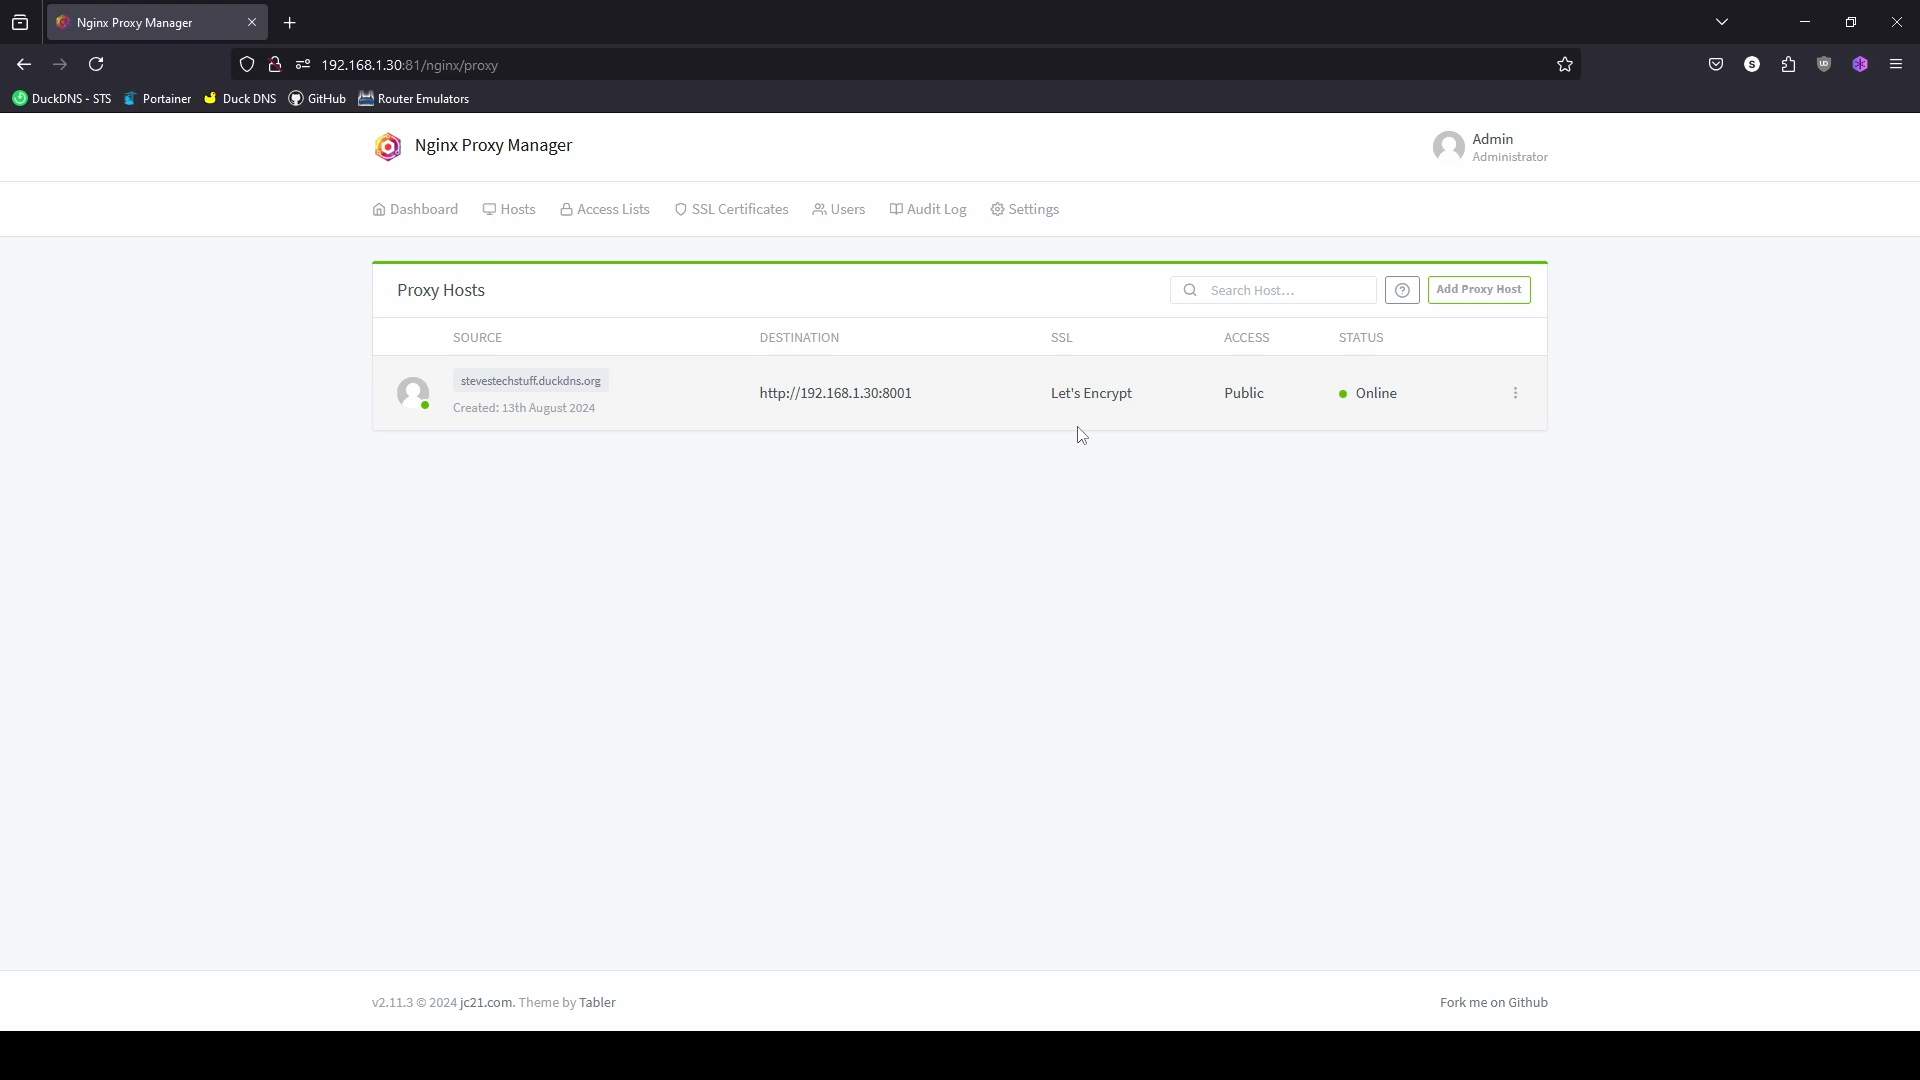 Nginx Proxy Manager
192.168.1.30:81/nginx/proxy
S
UD
DuckDNS - STS Portainer Duck DNS GitHub Router Emulators
Nginx Proxy Manager
Admin
Administrator
Dashboard Hosts Access Lists SSL Certificates Users Audit Log Settings
Proxy Hosts Search Host... Add Proxy Host
SOURCE DESTINATION SSL ACCESS STATUS
stevestechstuff.duckdns.org
Created: 13th August 2024
http://192.168.1.30:8001 Let's Encrypt Public Online
v2.11.3 © 2024 jc21.com. Theme by Tabler Fork me on Github